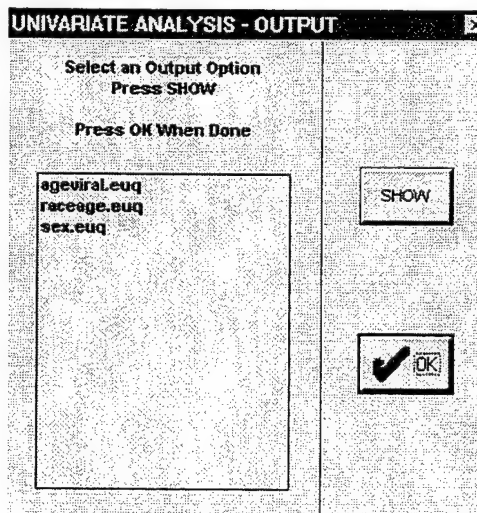 UNIVARIATE ANALYSIS - OUTPUT
Select an Output Option
Press SHOW
Press OK When Done
ageviral.euq
raceage.euq
sex.euq
SHOW
OK